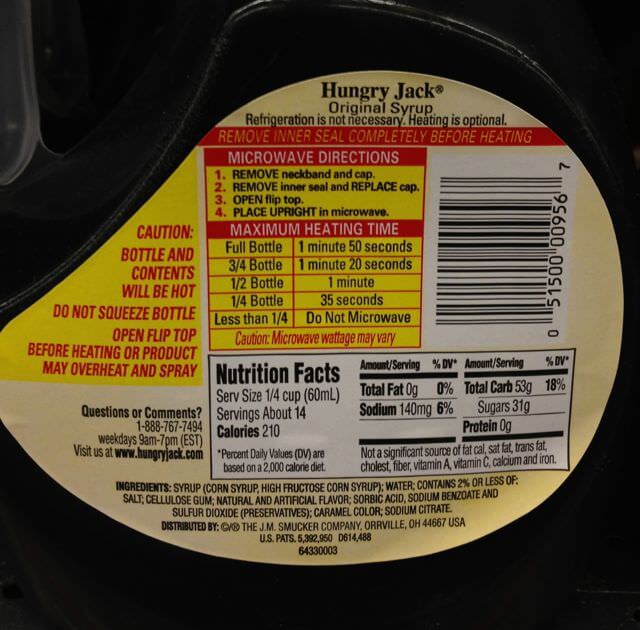 Hungry Jack®
Original Syrup
Refrigeration is not necessary. Heating is optional.
REMOVE INNER SEAL COMPLETELY BEFORE HEATING
MICROWAVE DIRECTIONS
1. REMOVE neckband and cap.
2. REMOVE inner seal and REPLACE cap.
3. OPEN flip top.
4. PLACE UPRIGHT in microwave.
MAXIMUM HEATING TIME
Full Bottle 1 minute 50 seconds
3/4 Bottle 1 minute 20 seconds
1/2 Bottle 1 minute
1/4 Bottle 35 seconds
Less than 1/4 Do Not Microwave
Caution: Microwave wattage may vary
CAUTION:
BOTTLE AND
CONTENTS
WILL BE HOT
DO NOT SQUEEZE BOTTLE
OPEN FLIP TOP
BEFORE HEATING OR PRODUCT
MAY OVERHEAT AND SPRAY
0 51500 00956 7
Questions or Comments?
1-888-767-7494
weekdays 9am-7pm (EST)
Visit us at www.hungryjack.com
Nutrition Facts
Serv Size 1/4 cup (60mL)
Servings About 14
Calories 210
*Percent Daily Values (DV) are
based on a 2,000 calorie diet.
Amount/Serving % DV*
Total Fat 0g 0%
Sodium 140mg 6%
Amount/Serving % DV*
Total Carb 53g 18%
Sugars 31g
Protein 0g
Not a significant source of fat cal, sat fat, trans fat,
cholest, fiber, vitamin A, vitamin C, calcium and iron.
INGREDIENTS: SYRUP (CORN SYRUP, HIGH FRUCTOSE CORN SYRUP); WATER; CONTAINS 2% OR LESS OF:
SALT; CELLULOSE GUM; NATURAL AND ARTIFICIAL FLAVOR; SORBIC ACID, SODIUM BENZOATE AND
SULFUR DIOXIDE (PRESERVATIVES); CARAMEL COLOR; SODIUM CITRATE.
DISTRIBUTED BY: ©/® THE J.M. SMUCKER COMPANY, ORRVILLE, OH 44667 USA
U.S. PATS. 5,392,950 D614,488
64330003